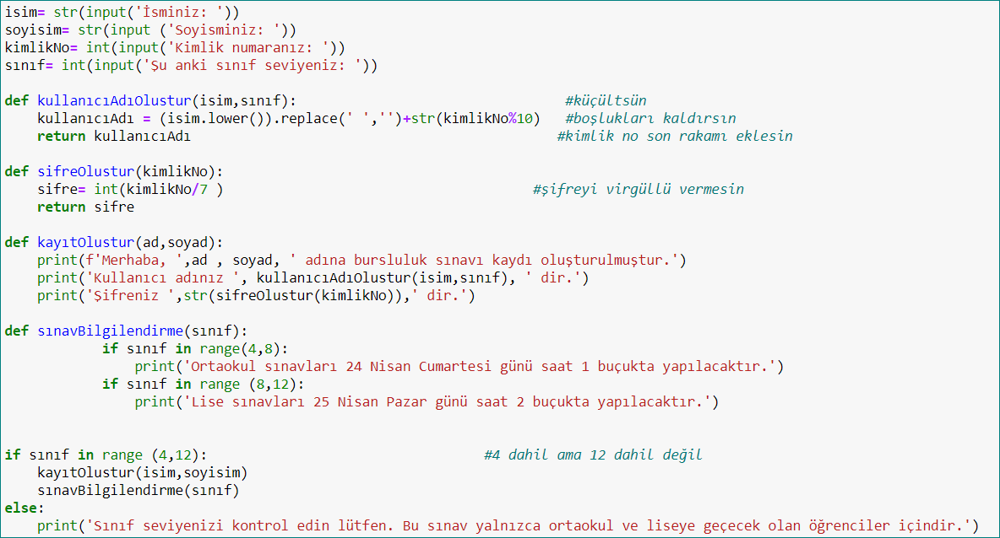 isim= str(input('İsminiz: '))
soyisim= str(input ('Soyisminiz: '))
kimlikNo= int(input('Kimlik numaranız: '))
sınıf= int(input('Şu anki sınıf seviyeniz: '))
def kullanıcıAdıOlustur(isim,sınıf): #küçültsün
kullanıcıAdı = (isim.lower()).replace(' ','')+str(kimlikNo%10) #boşlukları kaldırsın
return kullanıcıAdı #kimlik no son rakamı eklesin
def sifreOlustur(kimlikNo):
sifre= int(kimlikNo/7 ) #şifreyi virgüllü vermesin
return sifre
def kayıtOlustur(ad,soyad):
print(f'Merhaba, ',ad , soyad, ' adına bursluluk sınavı kaydı oluşturulmuştur.')
print('Kullanıcı adınız ', kullanıcıAdıOlustur(isim,sınıf), ' dir.')
print('Şifreniz ',str(sifreOlustur(kimlikNo)),' dir.')
def sınavBilgilendirme(sınıf):
if sınıf in range(4,8):
print('Ortaokul sınavları 24 Nisan Cumartesi günü saat 1 buçukta yapılacaktır.')
if sınıf in range (8,12):
print('Lise sınavları 25 Nisan Pazar günü saat 2 buçukta yapılacaktır.')
if sınıf in range (4,12): #4 dahil ama 12 dahil değil
kayıtOlustur(isim,soyisim)
sınavBilgilendirme(sınıf)
else:
print('Sınıf seviyenizi kontrol edin lütfen. Bu sınav yalnızca ortaokul ve liseye geçecek olan öğrenciler içindir.')